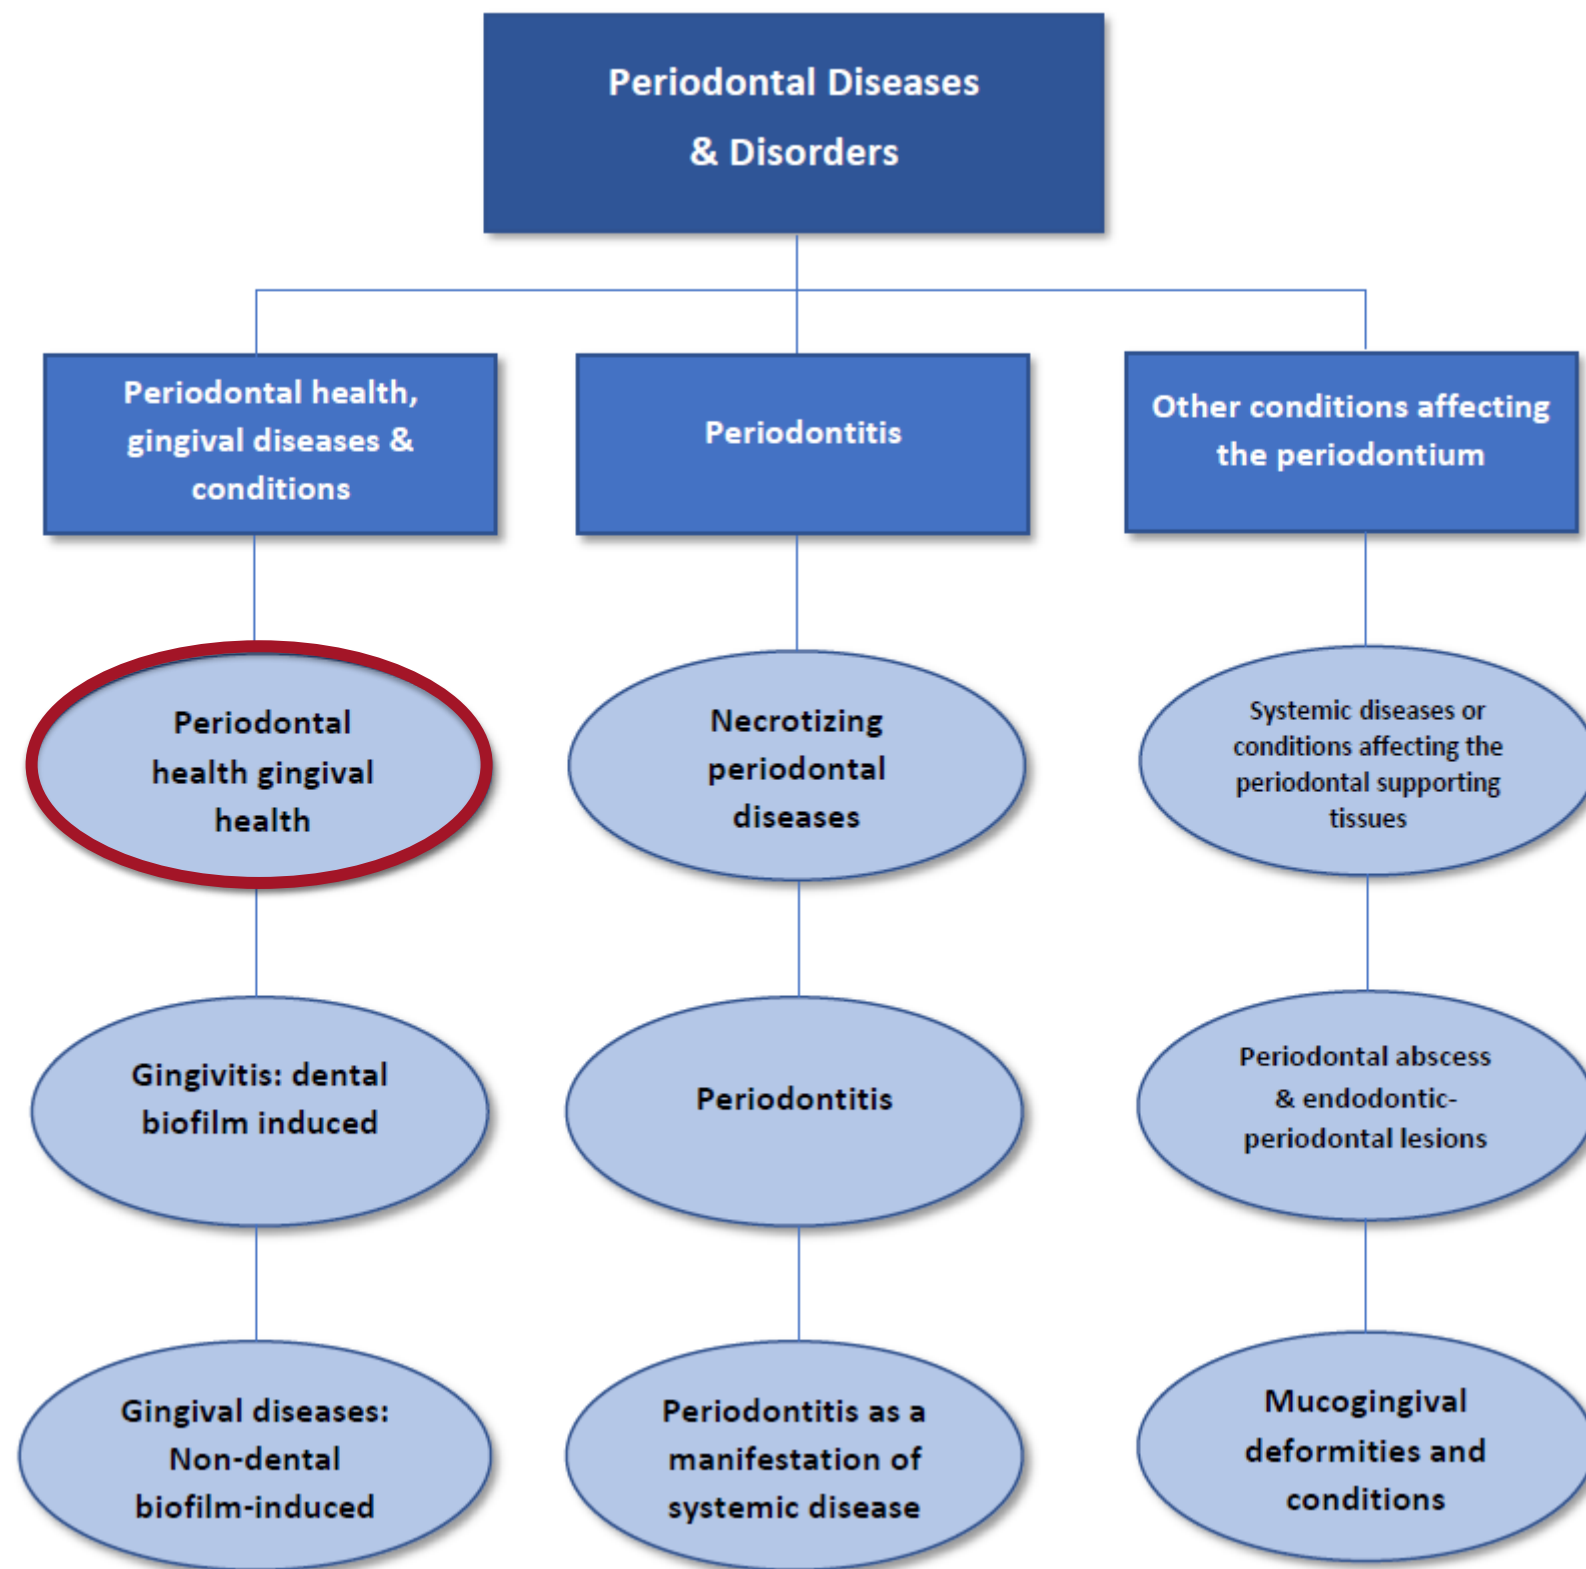 Periodontal Diseases
& Disorders
Periodontal health,
gingival diseases &
conditions
Periodontitis
Other conditions affecting
the periodontium
Periodontal
health gingival
health
Necrotizing
periodontal
diseases
Systemic diseases or
conditions affecting the
periodontal supporting
tissues
Gingivitis: dental
biofilm induced
Periodontitis
Periodontal abscess
& endodontic-
periodontal lesions
Gingival diseases:
Non-dental
biofilm-induced
Periodontitis as a
manifestation of
systemic disease
Mucogingival
deformities and
conditions